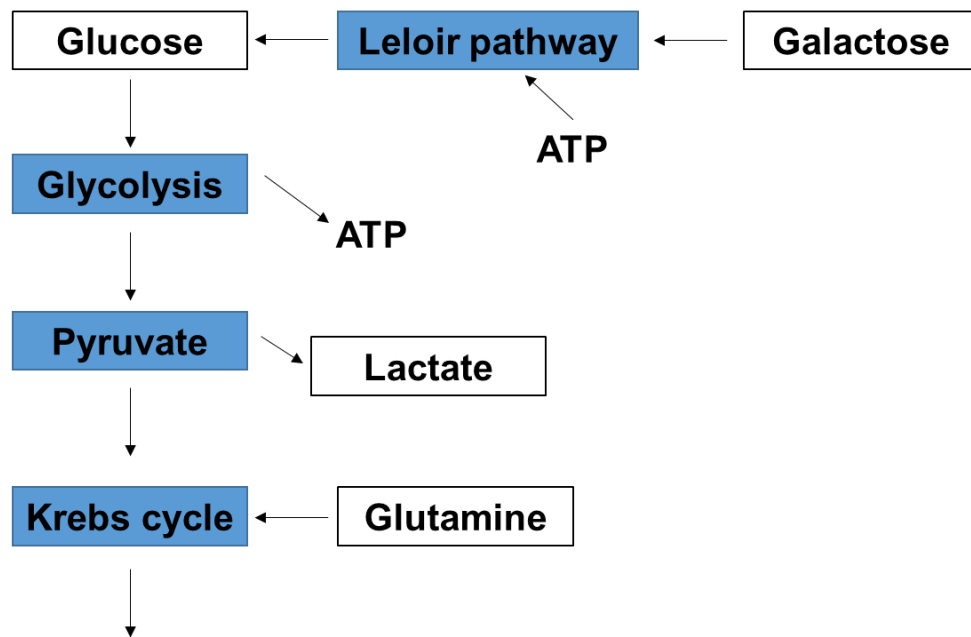 Glucose
Leloir pathway
Galactose
ATP
Glycolysis
ATP
Pyruvate
Lactate
Krebs cycle
Glutamine